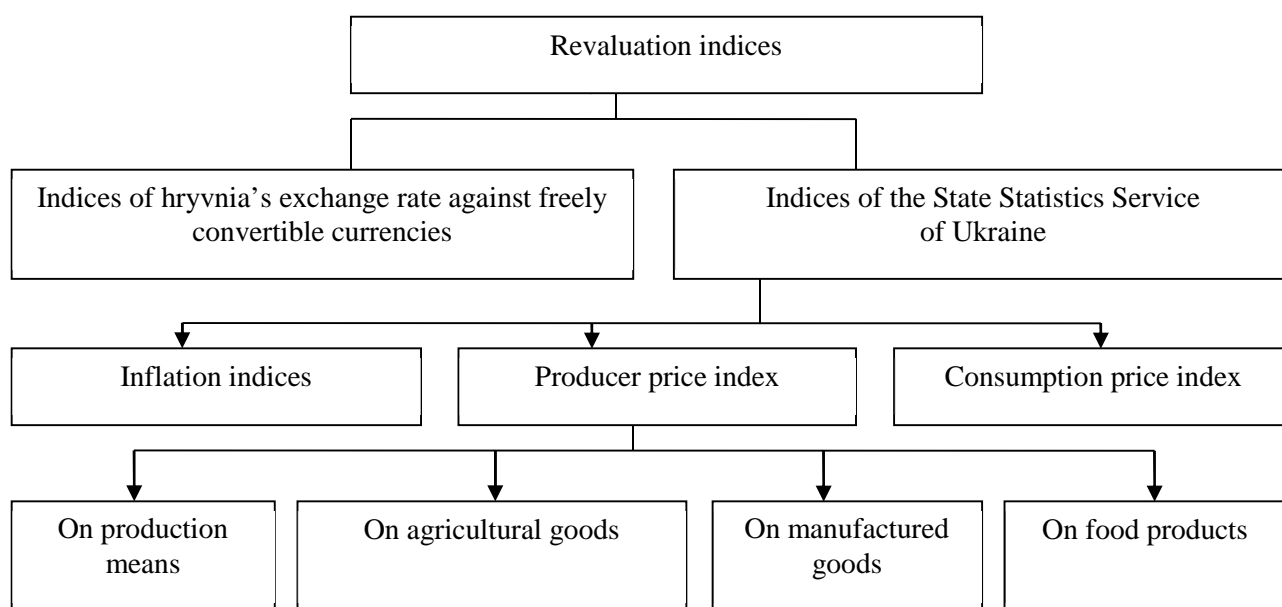 Revaluation indices
Indices of hryvnia’s exchange rate against freely
convertible currencies
Indices of the State Statistics Service
of Ukraine
Inflation indices
Producer price index
Consumption price index
On production
means
On agricultural goods
On manufactured
goods
On food products